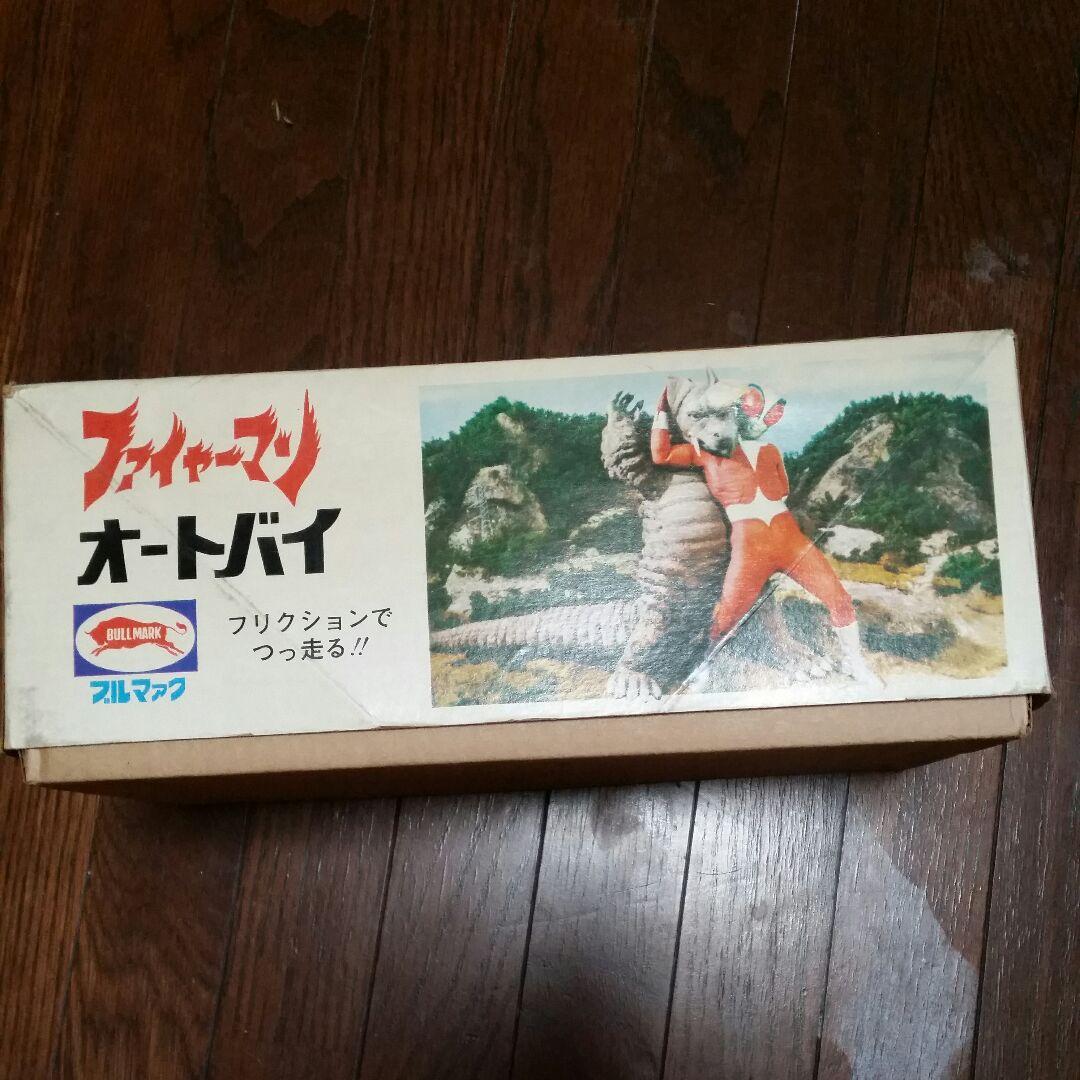 ファイヤーマン
オートバイ
BULLMARK
ブルマァク
フリクションで
つっ走る!!